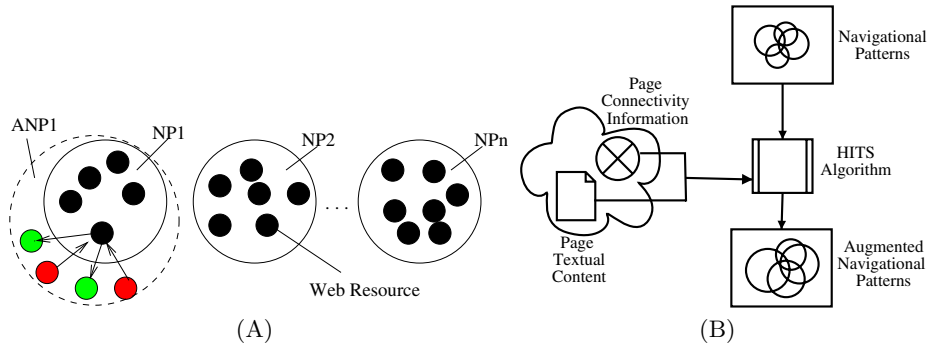 ANP1
NP1
NP2
NPn
. . .
Web Resource
(A)
Page
Connectivity
Information
Page
Textual
Content
Navigational
Patterns
HITS
Algorithm
Augmented
Navigational
Patterns
(B)